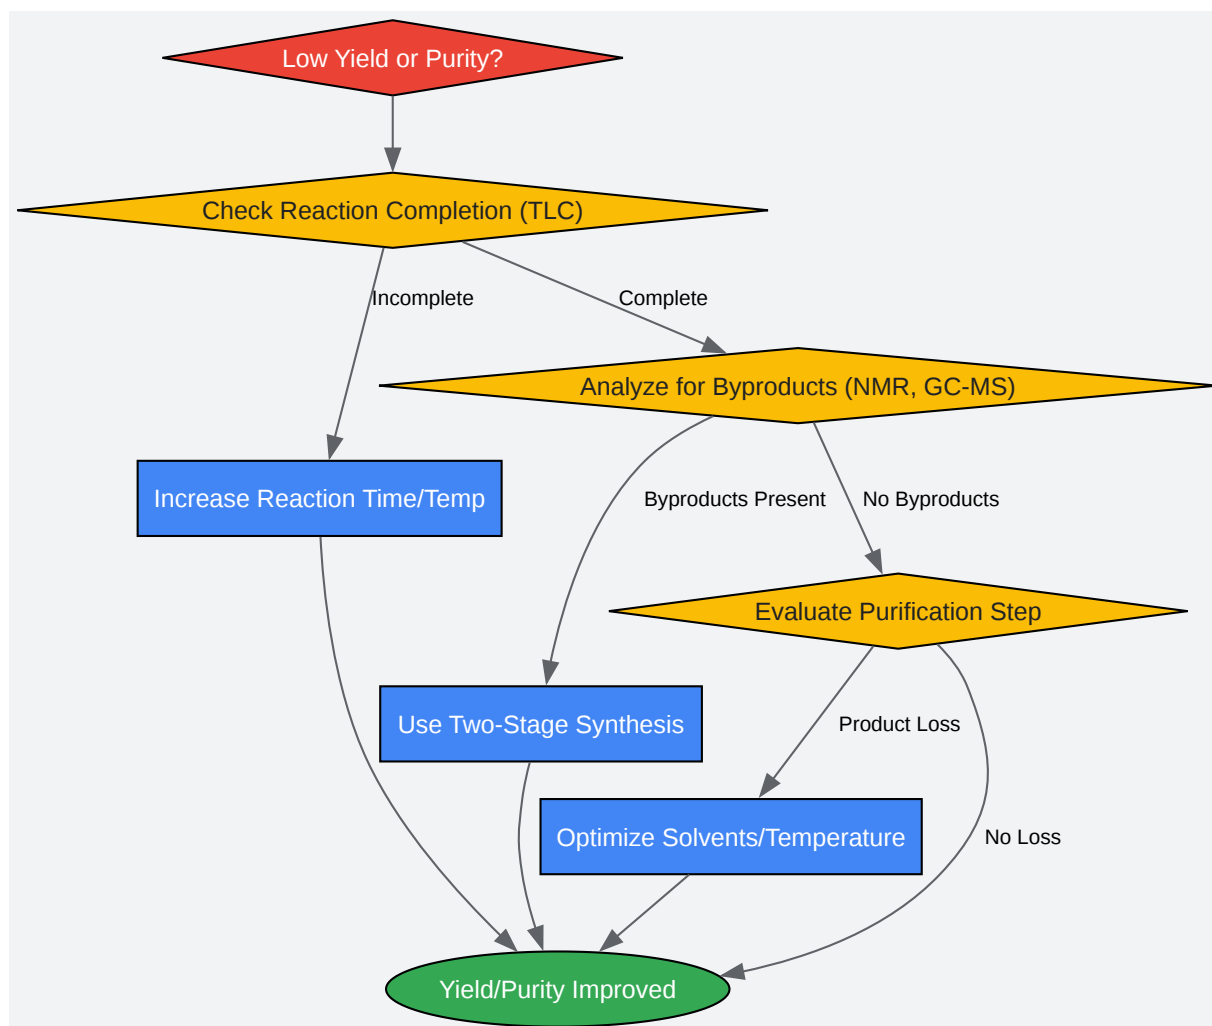 Low Yield or Purity?
Check Reaction Completion (TLC)
Incomplete
Complete
Analyze for Byproducts (NMR, GC-MS)
Increase Reaction Time/Temp
Byproducts Present
No Byproducts
Evaluate Purification Step
Use Two-Stage Synthesis
Product Loss
Optimize Solvents/Temperature
No Loss
Yield/Purity Improved